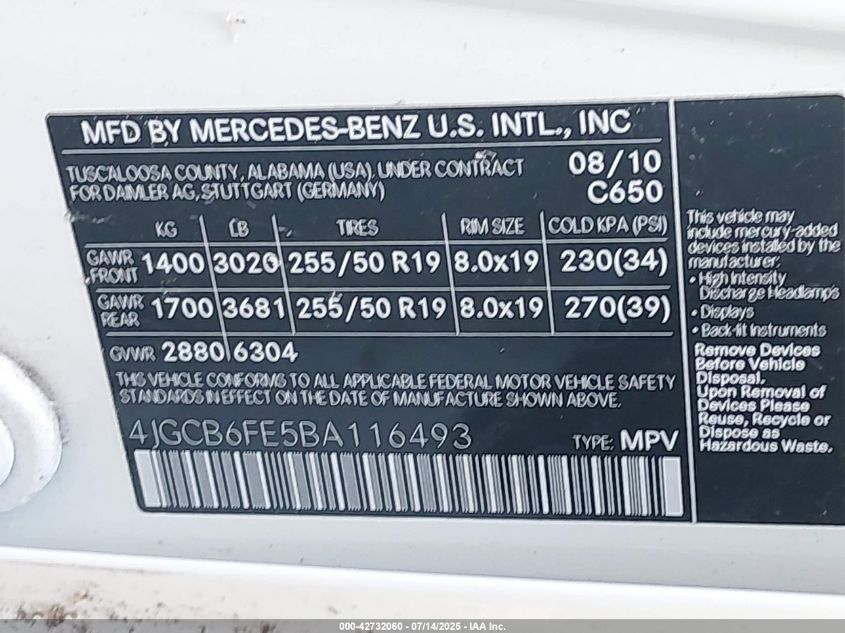 MFD BY MERCEDES-BENZ U.S. INTL., INC
TUSCALOOSA COUNTY, ALABAMA (USA), UNDER CONTRACT
FOR DAIMLER AG, STUTTGART (GERMANY)
08/10
C650
KG LB TIRES RIM SIZE COLD KPA (PSI)
GAWR FRONT 1400 3020 255/50 R19 8.0x19 230(34)
GAWR REAR 1700 3681 255/50 R19 8.0x19 270(39)
GVWR 2880 6304
THIS VEHICLE CONFORMS TO ALL APPLICABLE FEDERAL MOTOR VEHICLE SAFETY
STANDARDS IN EFFECT ON THE DATE OF MANUFACTURE SHOWN ABOVE.
4JGCB6FE5BA116493
TYPE: MPV
This vehicle may
include mercury-added
devices installed by the
manufacturer:
• High Intensity
Discharge Headlamps
• Displays
• Back-lit Instruments
Remove Devices
Before Vehicle
Disposal.
Upon Removal of
Devices Please
Reuse, Recycle or
Dispose as
Hazardous Waste.
000-42732060 - 07/14/2025 - IAA Inc.